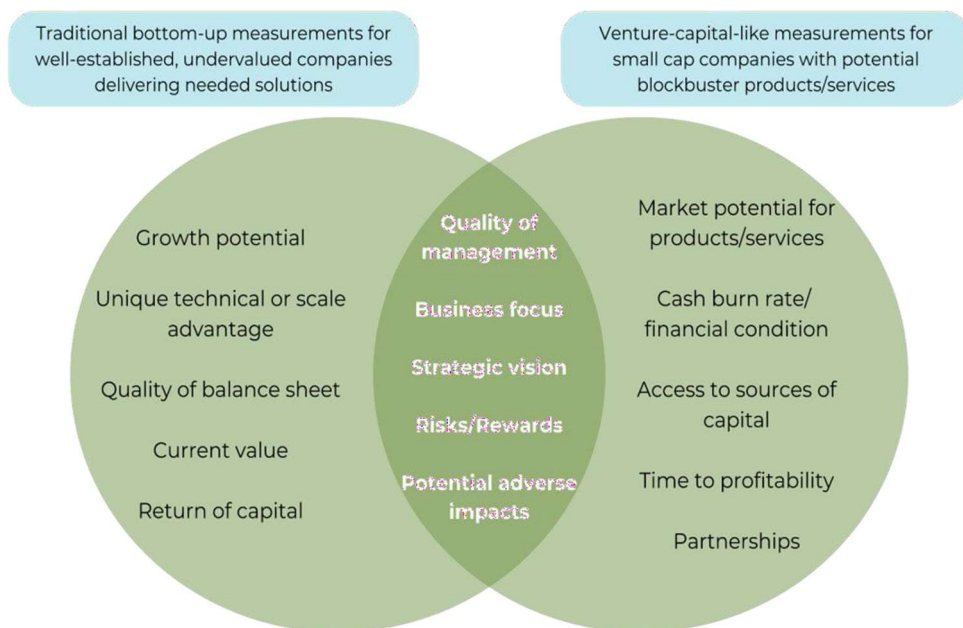 Traditional bottom-up measurements for
well-established, undervalued companies
delivering needed solutions
Venture-capital-like measurements for
small cap companies with potential
blockbuster products/services
Growth potential
Unique technical or scale
advantage
Quality of balance sheet
Current value
Return of capital
Quality of
management
Business focus
Strategic vision
Risks/Rewards
Potential adverse
impacts
Market potential for
products/services
Cash burn rate/
financial condition
Access to sources of
capital
Time to profitability
Partnerships